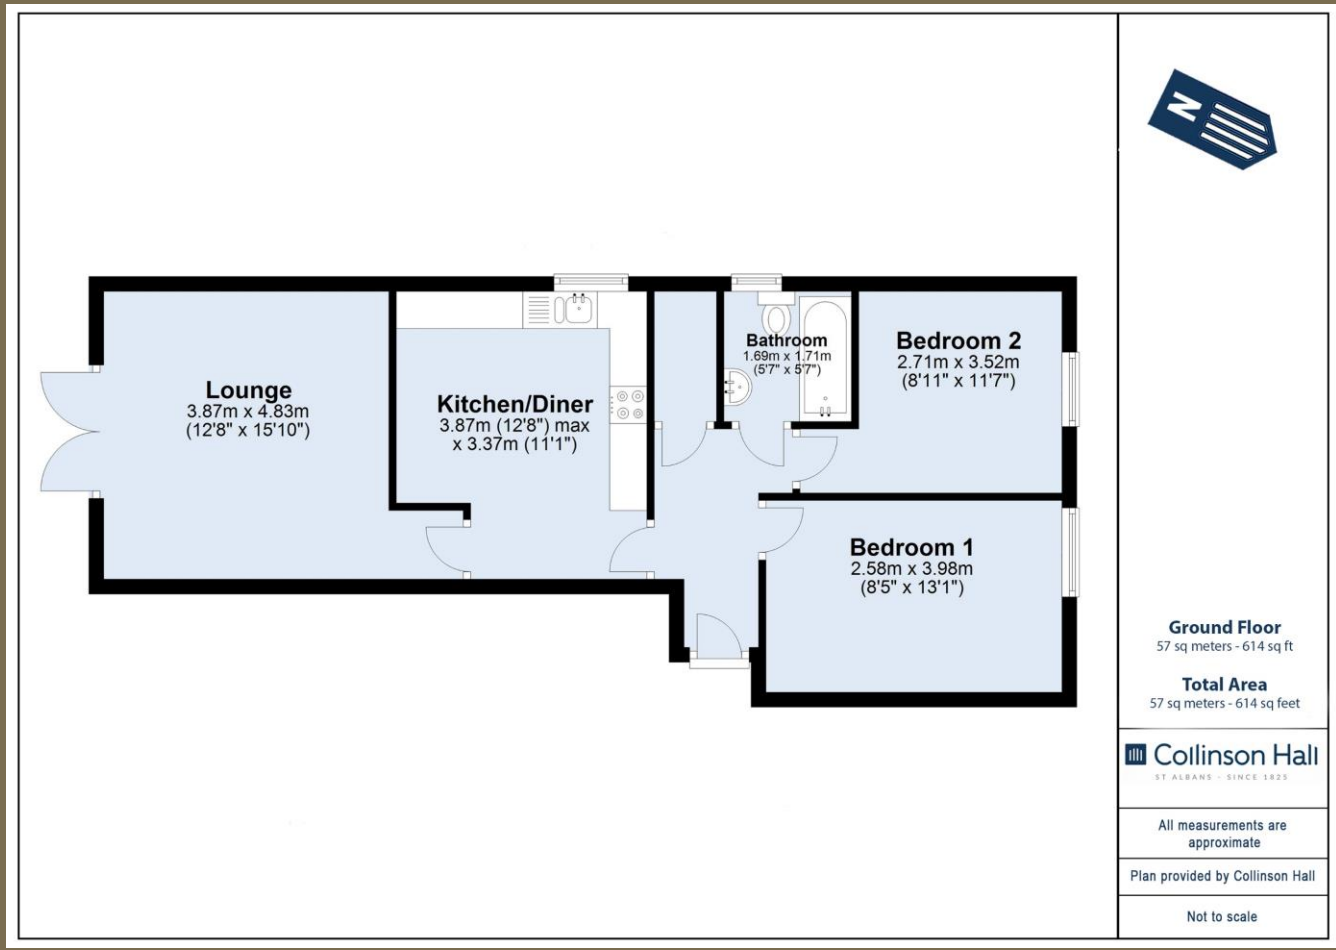 N
Lounge
3.87m x 4.83m
(12'8" x 15'10")
Kitchen/Diner
3.87m (12'8") max
x 3.37m (11'1")
Bathroom
1.69m x 1.71m
(5'7" x 5'7")
Bedroom 2
2.71m x 3.52m
(8'11" x 11'7")
Bedroom 1
2.58m x 3.98m
(8'5" x 13'1")
Ground Floor
57 sq meters - 614 sq ft
Total Area
57 sq meters - 614 sq feet
Collinson Hall
ST ALBANS - SINCE 1825
All measurements are
approximate
Plan provided by Collinson Hall
Not to scale